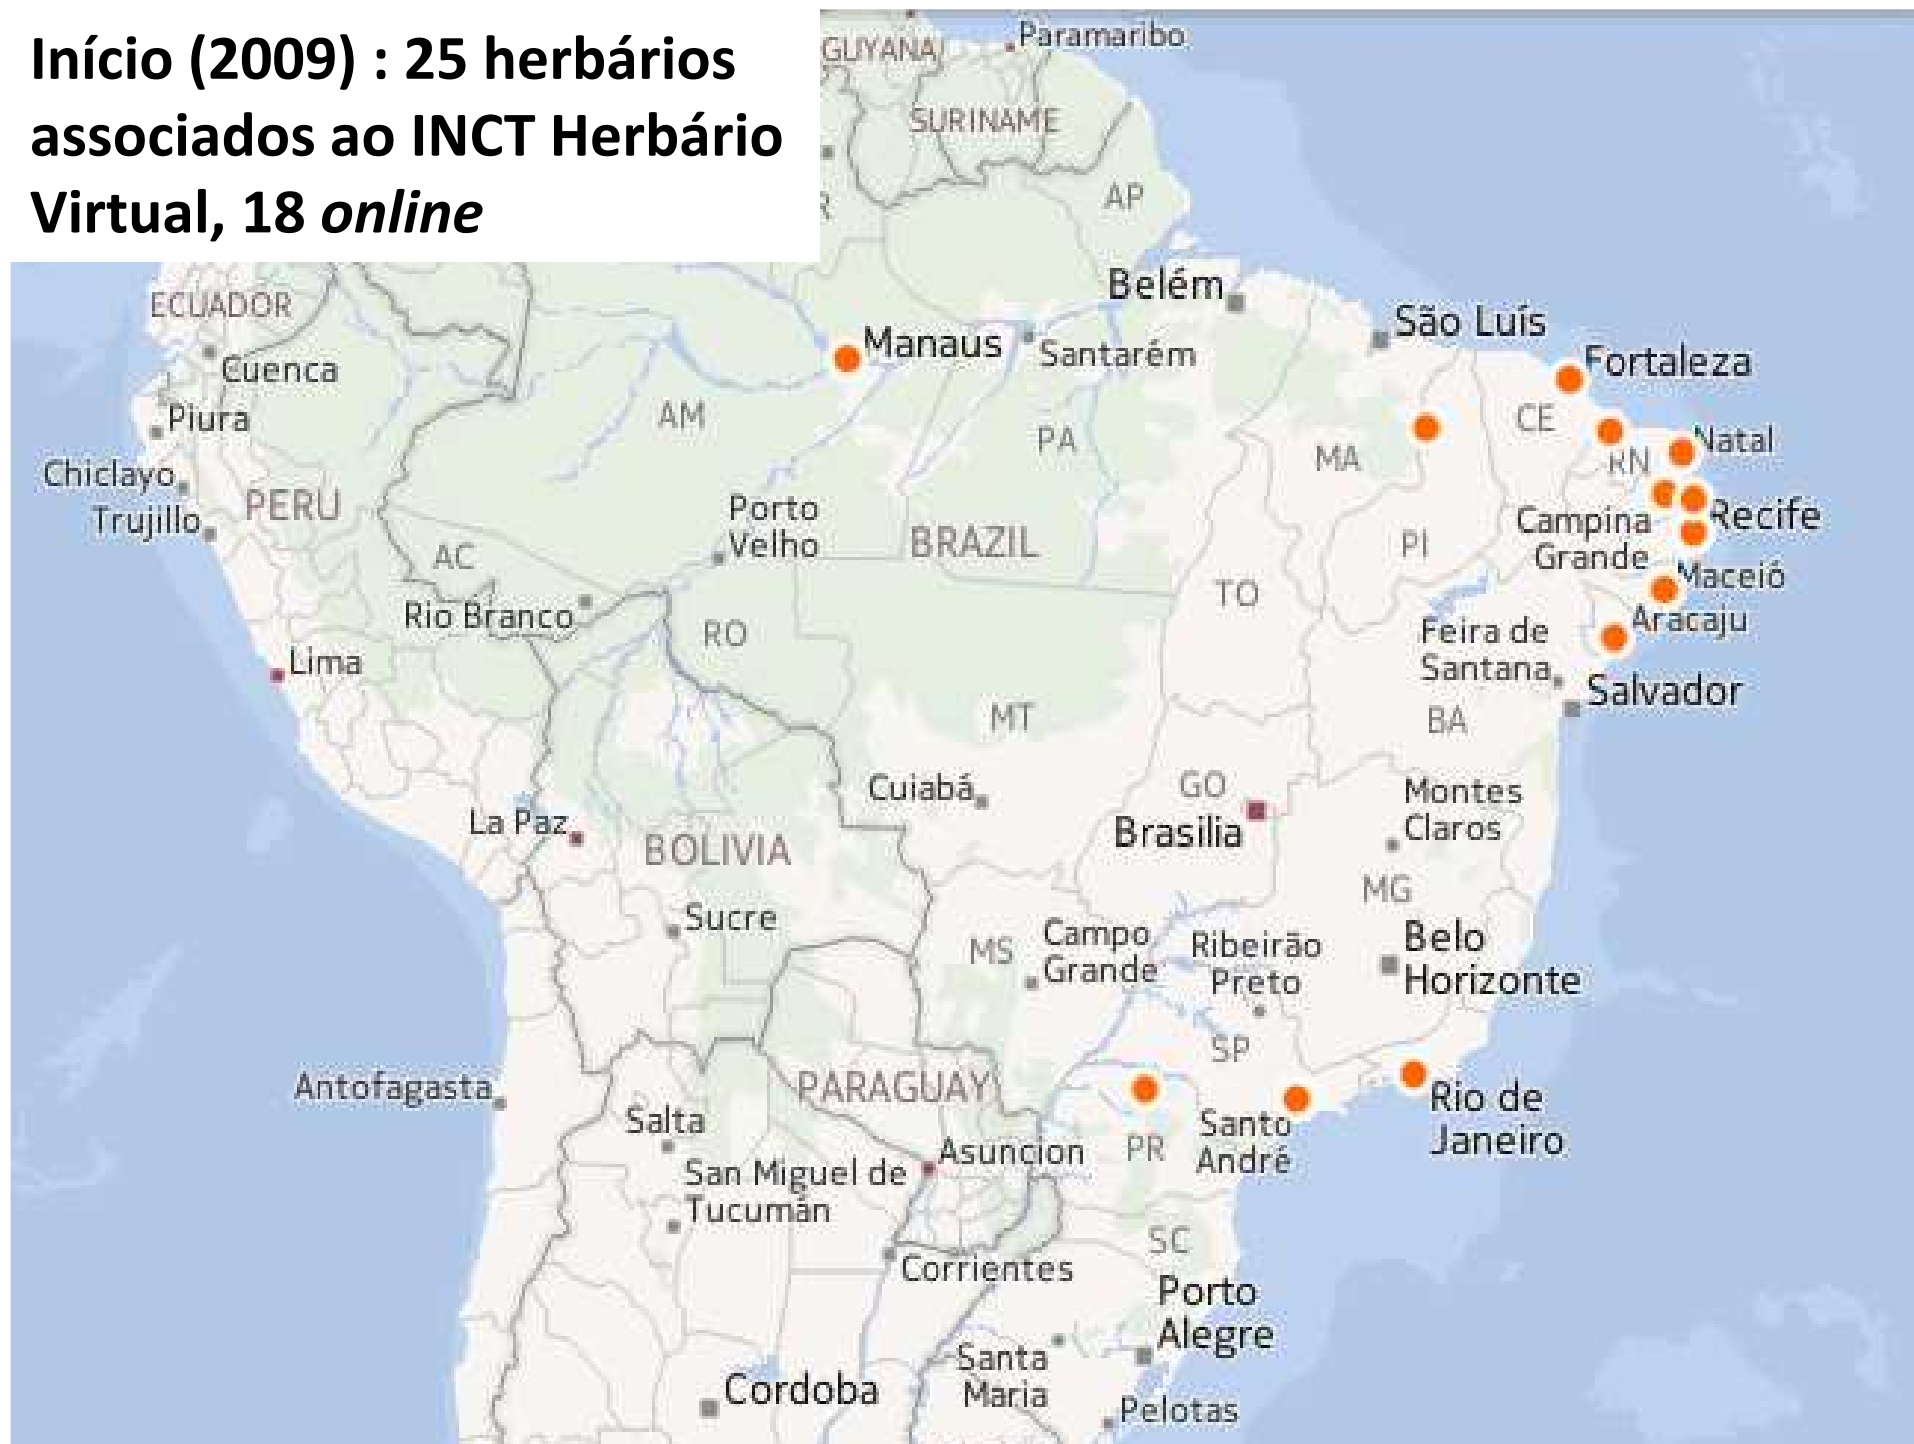 Início (2009) : 25 herbários
associados ao INCT Herbário
Virtual, 18 online
GUYANA
Paramaribo
SURINAME
AP
Belém
São Luís
ECUADOR
Manaus
Santarém
Fortaleza
Cuenca
Piura
AM
PA
MA
CE
RN
Natal
Chiclayo
Trujillo
PERU
Porto
Velho
BRAZIL
Campina
Grande
Recife
PI
AC
Rio Branco
RO
TO
Maceió
Aracaju
Feira de
Santana
Lima
Salvador
MT
BA
Cuiabá
GO
Brasilia
Montes
Claros
La Paz
BOLIVIA
MG
Sucre
MS
Campo
Grande
Ribeirão
Preto
Belo
Horizonte
SP
Antofagasta
PARAGUAY
Salta
Rio de
Janeiro
Santo
André
PR
Asuncion
San Miguel de
Tucumán
SC
Corrientes
Porto
Alegre
Santa
Maria
Cordoba
Pelotas